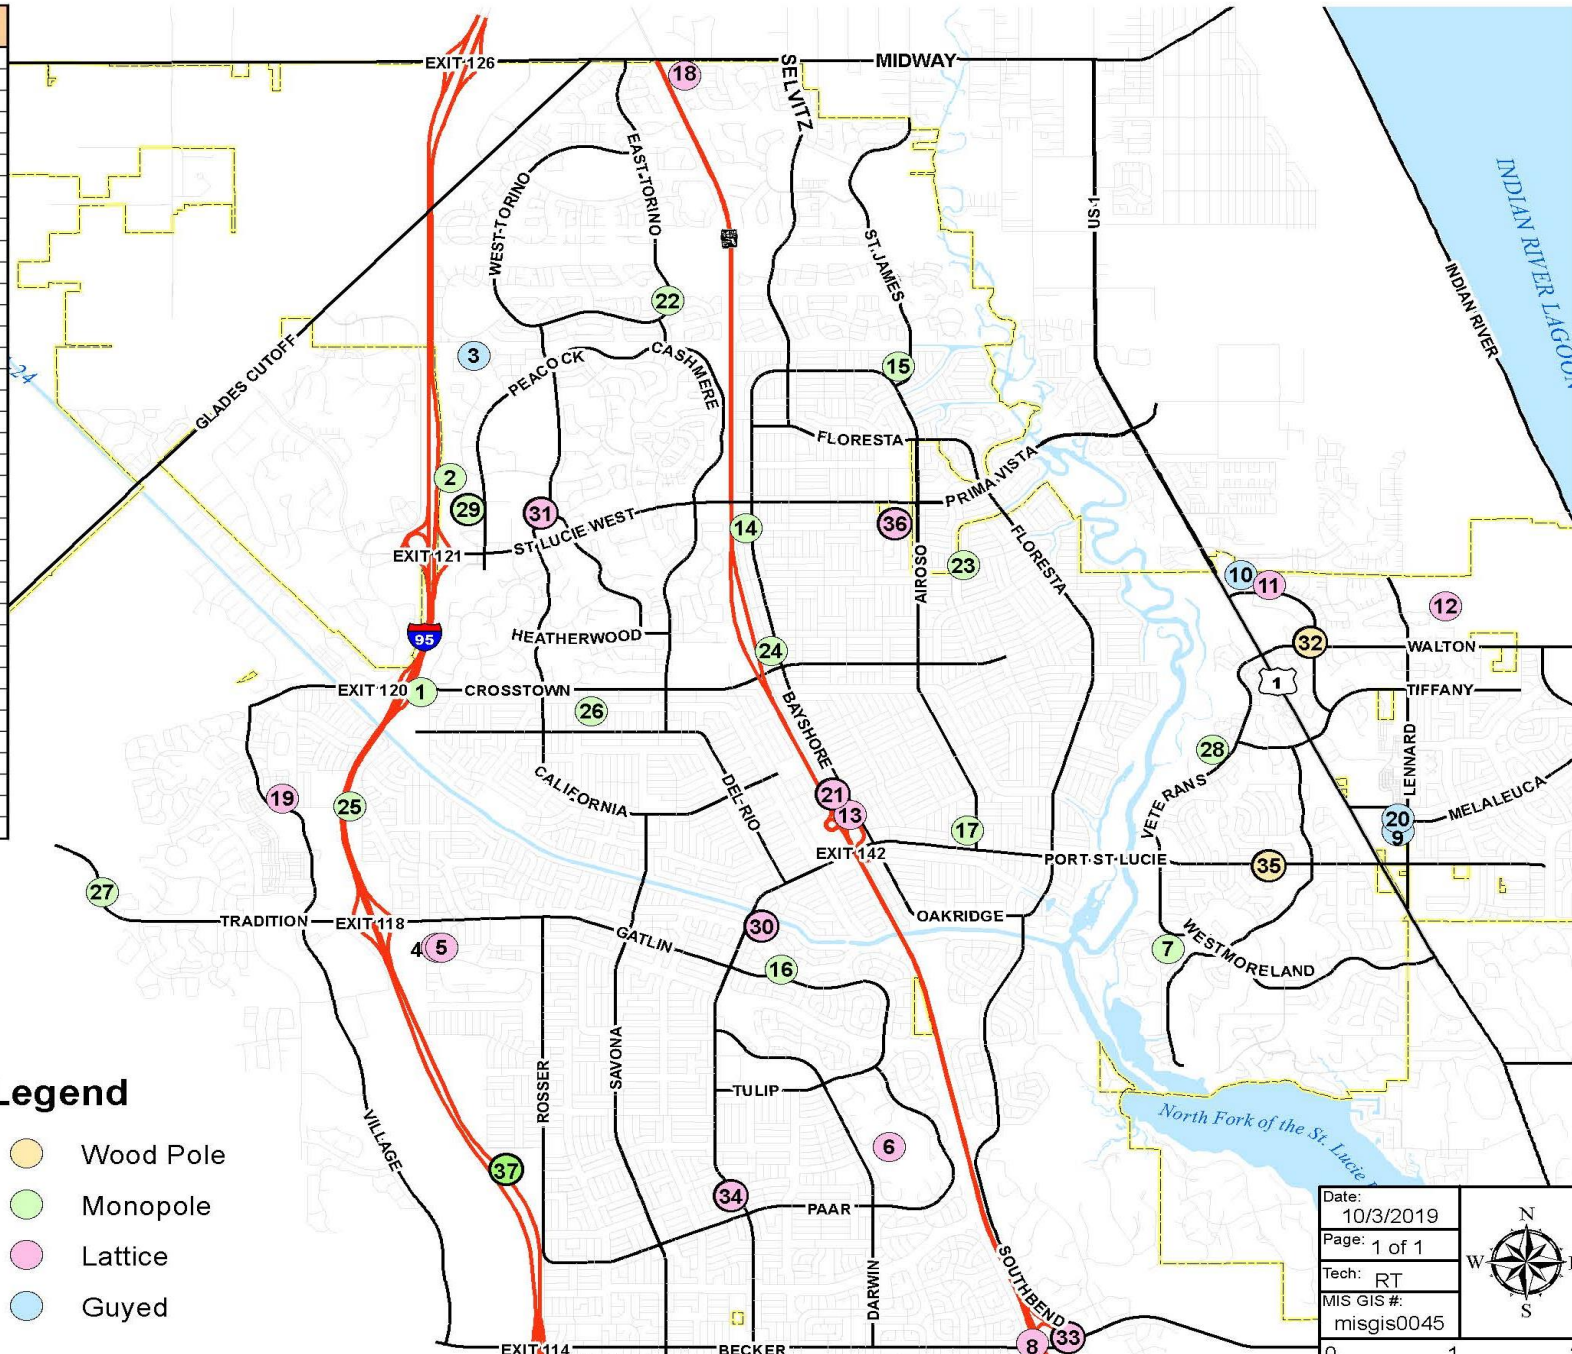 EXIT 126
MIDWAY
18
SELVITZ
EAST TORINO
WEST TORINO
US 1
INDIAN RIVER LAGOON
INDIAN RIVER
ST. JAMES
22
3
PEACOCK
CASHMERE
15
24
GLADES CUTOFF
FLORESTA
PRIMA VISTA
2
29
31
ST LUCIE WEST
14
36
EXIT 121
23
AIROSO
FLORESTA
10
11
12
95
HEATHERWOOD
24
32
WALTON
EXIT 120
1
CROSSTOWN
1
TIFFANY
26
BAYSHORE
28
LENNARD
19
25
CALIFORNIA
DEL RIO
21
13
17
VETERANS
20
9
MELALEUCA
EXIT 142
PORT ST LUCIE
35
27
TRADITION
EXIT 118
OAKRIDGE
4
5
GATLIN
30
16
7
WESTMORELAND
ROSSER
SAVONA
TULIP
VILLAGE
6
North Fork of the St. Lucie
37
34
PAAR
DARWIN
SOUTHBEND
EXIT 114
BECKER
8
33
Legend
Wood Pole
Monopole
Lattice
Guyed
Date:
10/3/2019
Page: 1 of 1
Tech: RT
MIS GIS #:
misgis0045
N
W
S
0 1